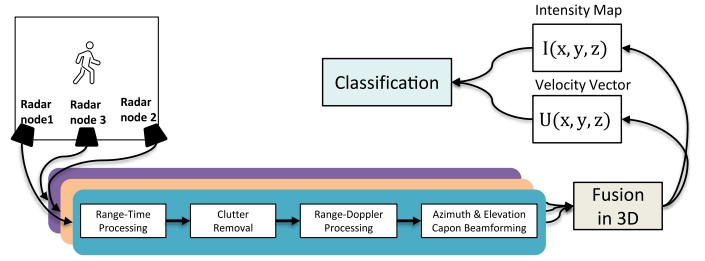 Radar
node1
Radar
node 3
Radar
node 2
Range-Time
Processing
Clutter
Removal
Range-Doppler
Processing
Azimuth & Elevation
Capon Beamforming
Fusion
in 3D
Intensity Map
I(x, y, z)
Velocity Vector
U(x, y, z)
Classification